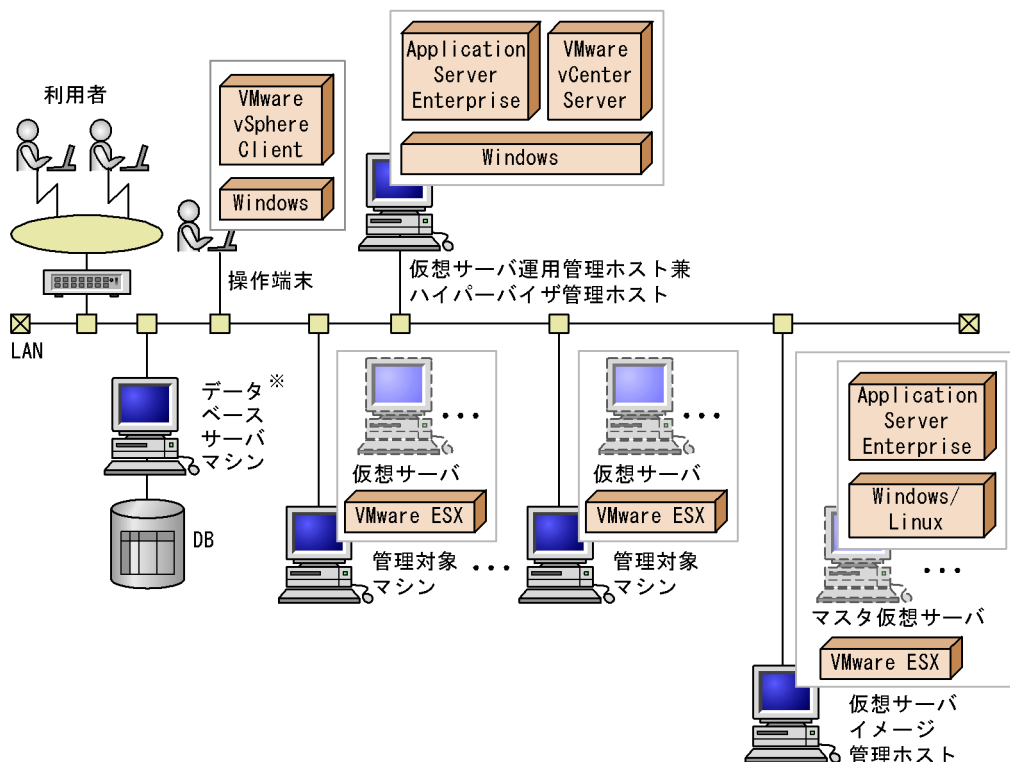 利用者
VMware
vSphere
Client
Windows
操作端末
Application
Server
Enterprise
VMware
vCenter
Server
Windows
仮想サーバ運用管理ホスト兼
ハイパーバイザ管理ホスト
LAN
データ※
ベース
サーバ
マシン
DB
...
仮想サーバ
VMware ESX
管理対象
マシン
...
...
仮想サーバ
VMware ESX
管理対象
マシン
Application
Server
Enterprise
Windows/
Linux
...
マスタ仮想サーバ
VMware ESX
仮想サーバ
イメージ
管理ホスト